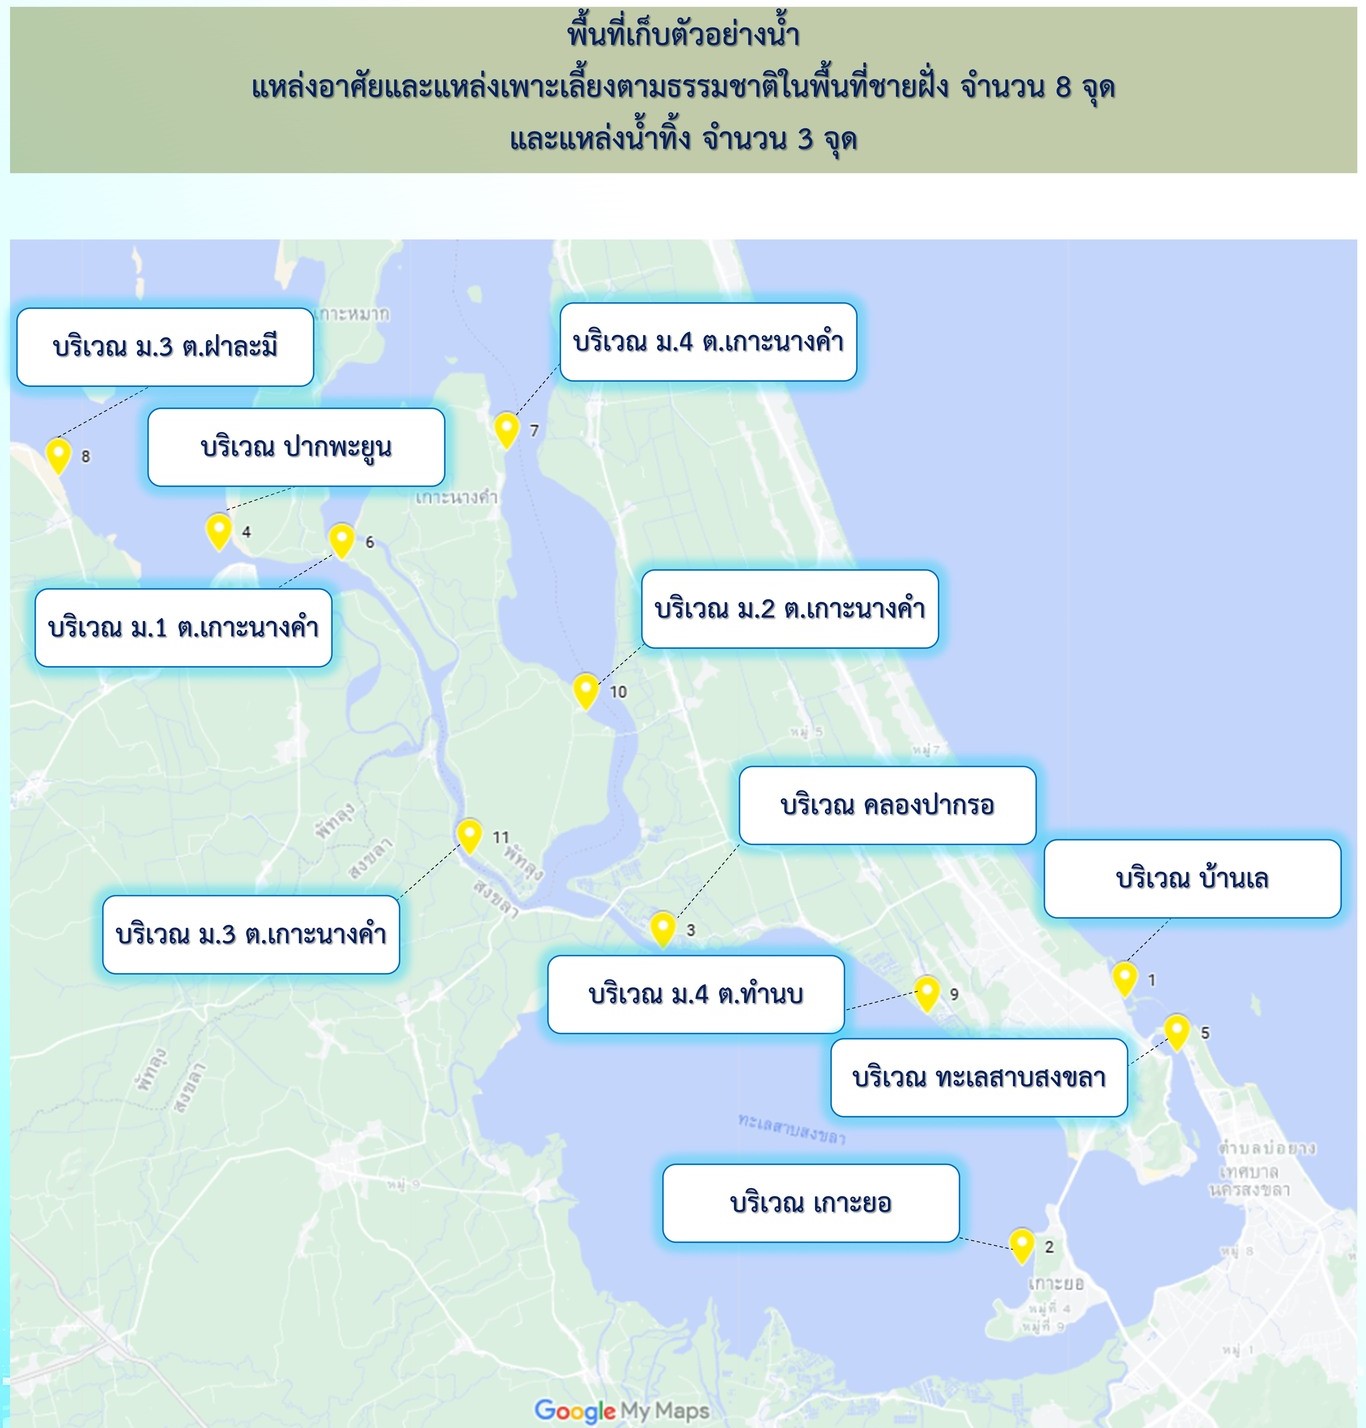 พื้นที่เก็บตัวอย่างน้ำ
แหล่งอาศัยและแหล่งเพาะเลี้ยงตามธรรมชาติในพื้นที่ชายฝั่ง จำนวน 8 จุด
และแหล่งน้ำทิ้ง จำนวน 3 จุด
เกาะหมาก
บริเวณ ม.3 ต.ฝาละมี
บริเวณ ม.4 ต.เกาะนางคำ
7
8
บริเวณ ปากพะยูน
เกาะนางคำ
4
6
บริเวณ ม.1 ต.เกาะนางคำ
บริเวณ ม.2 ต.เกาะนางคำ
10
หมู่ 5
หมู่7
บริเวณ คลองปากรอ
พัทลุง
สงขลา
11
พัทลุง
สงขลา
บริเวณ บ้านเล
บริเวณ ม.3 ต.เกาะนางคำ
3
บริเวณ ม.4 ต.ทำนบ
9
1
5
บริเวณ ทะเลสาบสงขลา
พัทลุง
สงขลา
ทะเลสาบสงขลา
ตำบลบ่อยาง
เทศบาล
นครสงขลา
หมู่ 9
บริเวณ เกาะยอ
2
หมู่ 8
เกาะยอ
หมู่ที่ 4
หมู่ที่ 9
หมู่ 1
Google My Maps